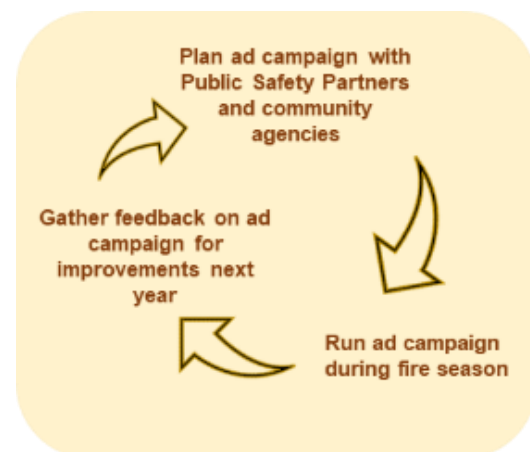 Plan ad campaign with
Public Safety Partners
and community
agencies
Gather feedback on ad
campaign for
improvements next
year
Run ad campaign
during fire season